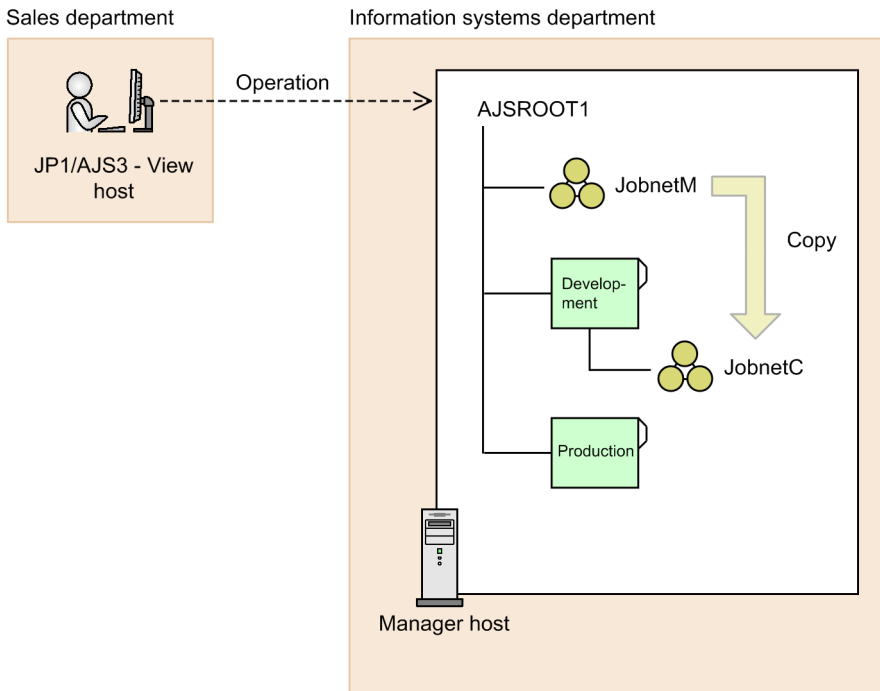 Sales department
Information systems department
Operation
JP1/AJS3 - View
host
AJSROOT1
JobnetM
Copy
Develop-
ment
JobnetC
Production
Manager host